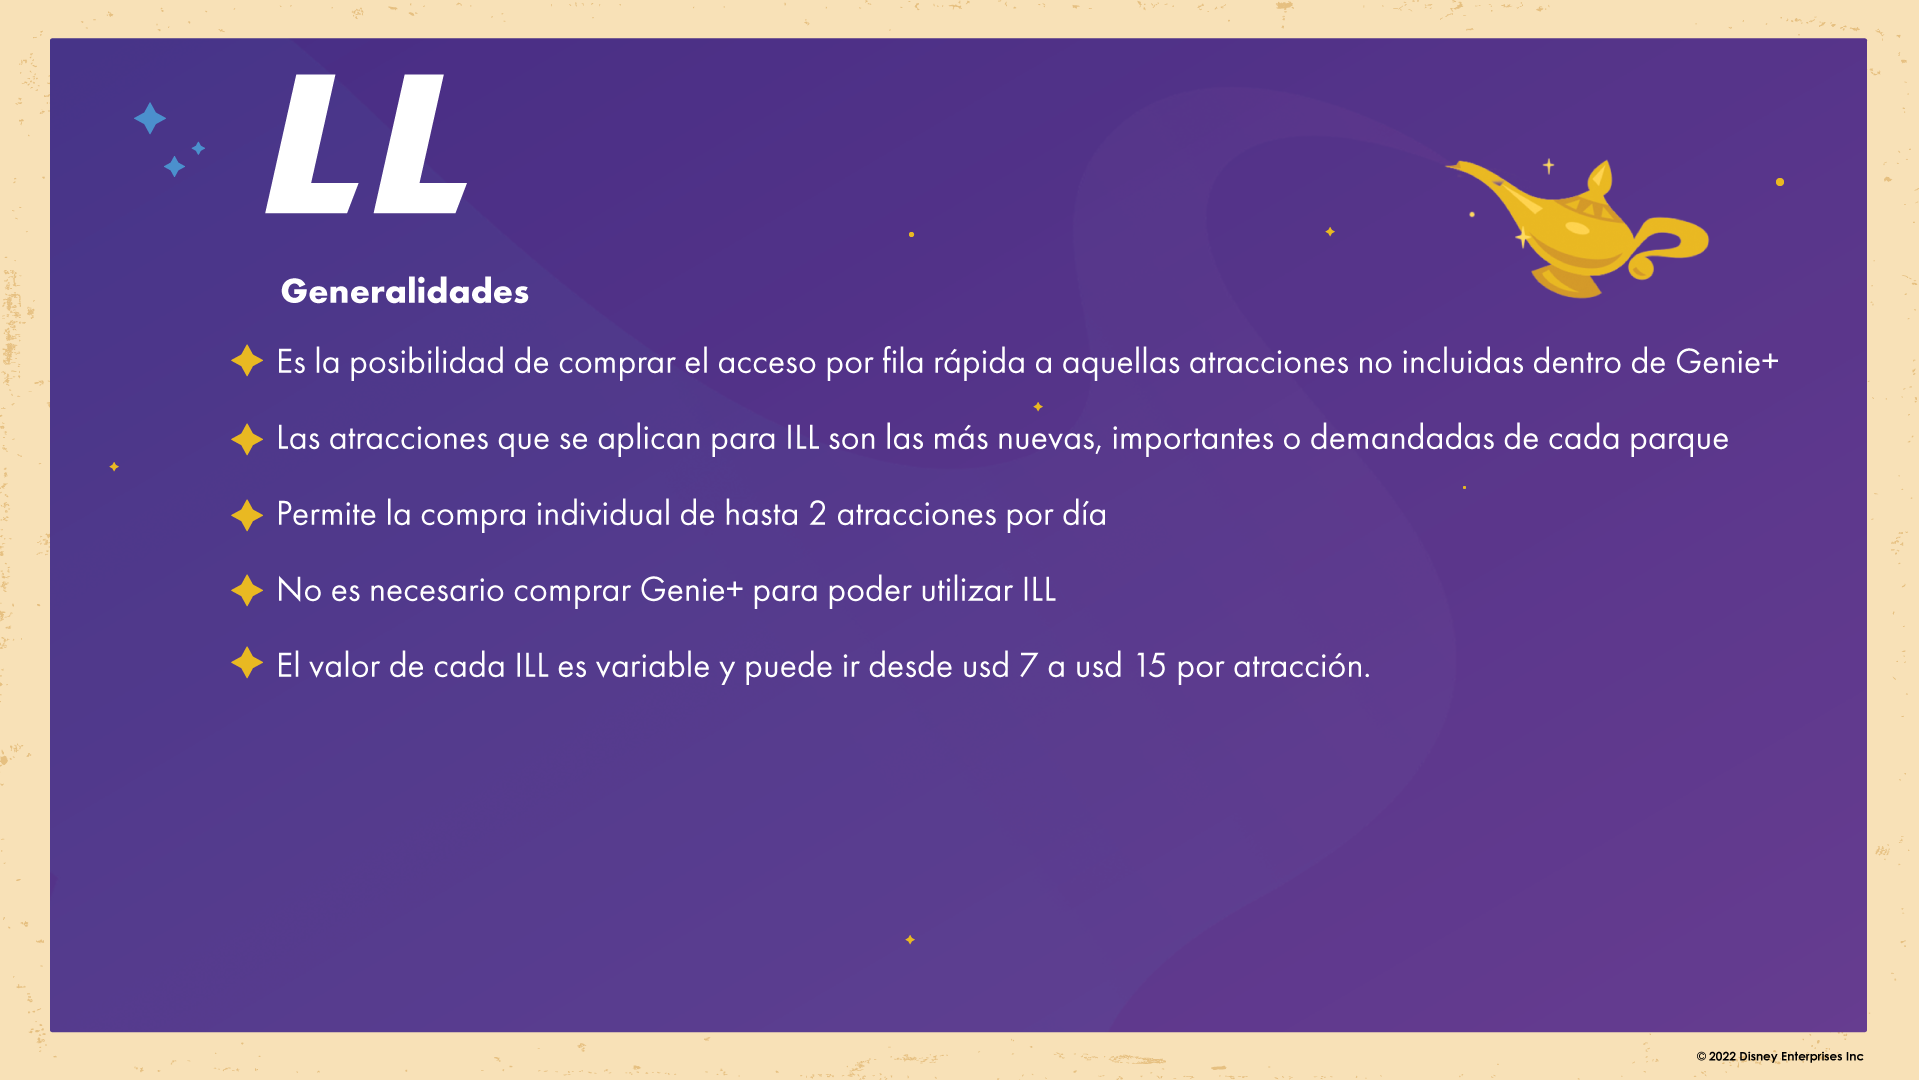 LL
Generalidades
Es la posibilidad de comprar el acceso por fila rápida a aquellas atracciones no incluidas dentro de Genie+
Las atracciones que se aplican para ILL son las más nuevas, importantes o demandadas de cada parque
Permite la compra individual de hasta 2 atracciones por día
No es necesario comprar Genie+ para poder utilizar ILL
El valor de cada ILL es variable y puede ir desde usd 7 a usd 15 por atracción.
© 2022 Disney Enterprises Inc